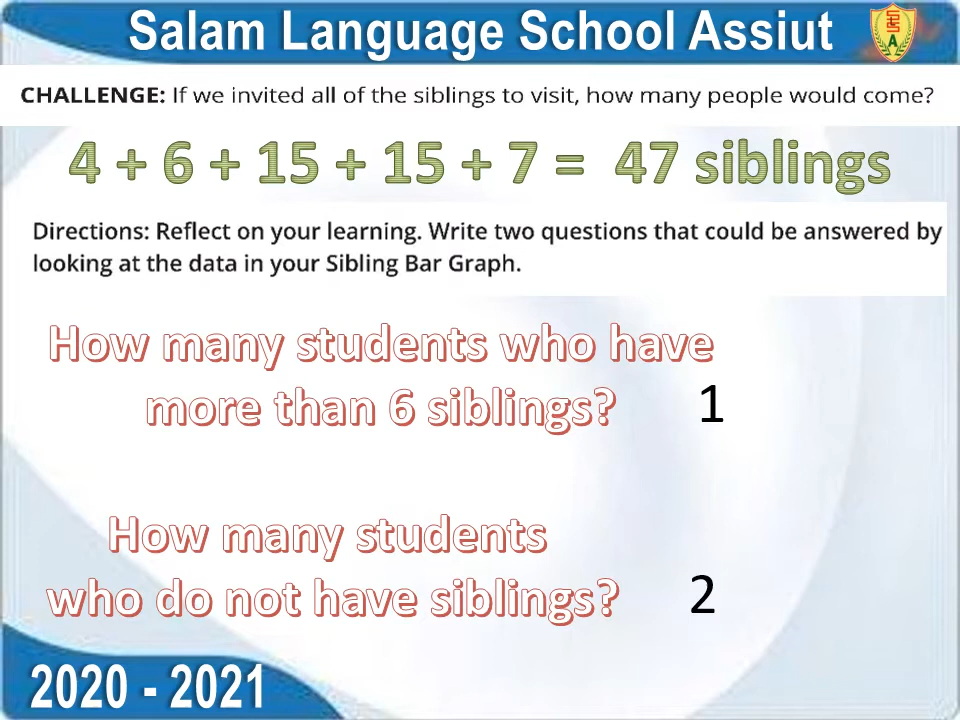 Salam Language School Assiut
CHALLENGE: If we invited all of the siblings to visit, how many people would come?
4 + 6 + 15 + 15 + 7 = 47 siblings
Directions: Reflect on your learning. Write two questions that could be answered by
looking at the data in your Sibling Bar Graph.
How many students who have
more than 6 siblings? 1
How many students
who do not have siblings? 2
2020 - 2021